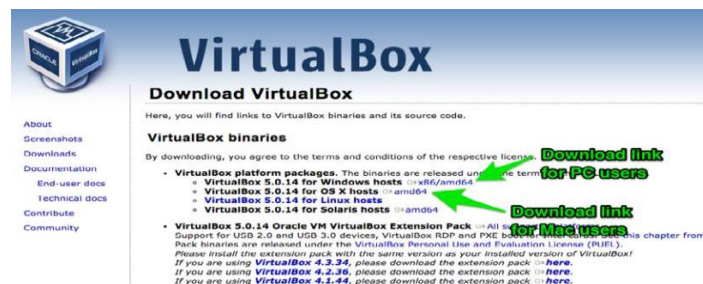 ORACLE
VirtualBox
VirtualBox
Download VirtualBox
Here, you will find links to VirtualBox binaries and its source code.
VirtualBox binaries
By downloading, you agree to the terms and conditions of the respective license.
Download link
for PC users
• VirtualBox platform packages. The binaries are released under the term
○ VirtualBox 5.0.14 for Windows hosts x86/amd64
○ VirtualBox 5.0.14 for OS X hosts amd64
○ VirtualBox 5.0.14 for Linux hosts
○ VirtualBox 5.0.14 for Solaris hosts amd64
Download link
for Mac users
• VirtualBox 5.0.14 Oracle VM VirtualBox Extension Pack All
Support for USB 2.0 and USB 3.0 devices, VirtualBox RDP and PXE boot for this chapter from
Pack binaries are released under the VirtualBox Personal Use and Evaluation License (PUEL).
Please install the extension pack with the same version as your installed version of VirtualBox!
If you are using VirtualBox 4.3.34, please download the extension pack here.
If you are using VirtualBox 4.2.36, please download the extension pack here.
If you are using VirtualBox 4.1.44, please download the extension pack here.
About
Screenshots
Downloads
Documentation
End-user docs
Technical docs
Contribute
Community